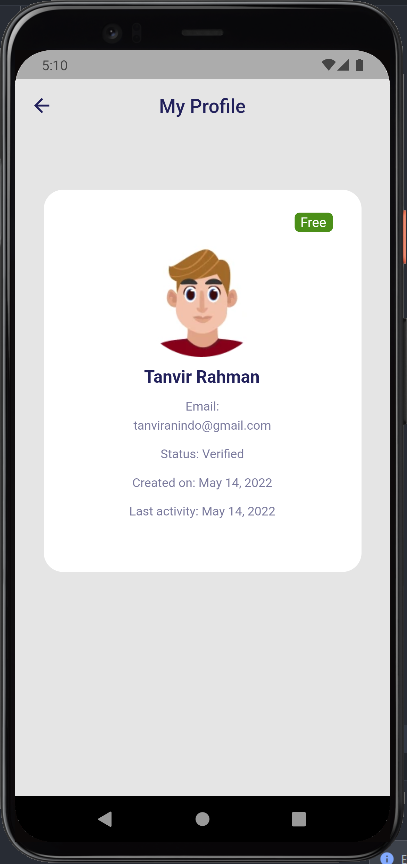 5:10
My Profile
Free
Tanvir Rahman
Email:
tanviranindo@gmail.com
Status: Verified
Created on: May 14, 2022
Last activity: May 14, 2022